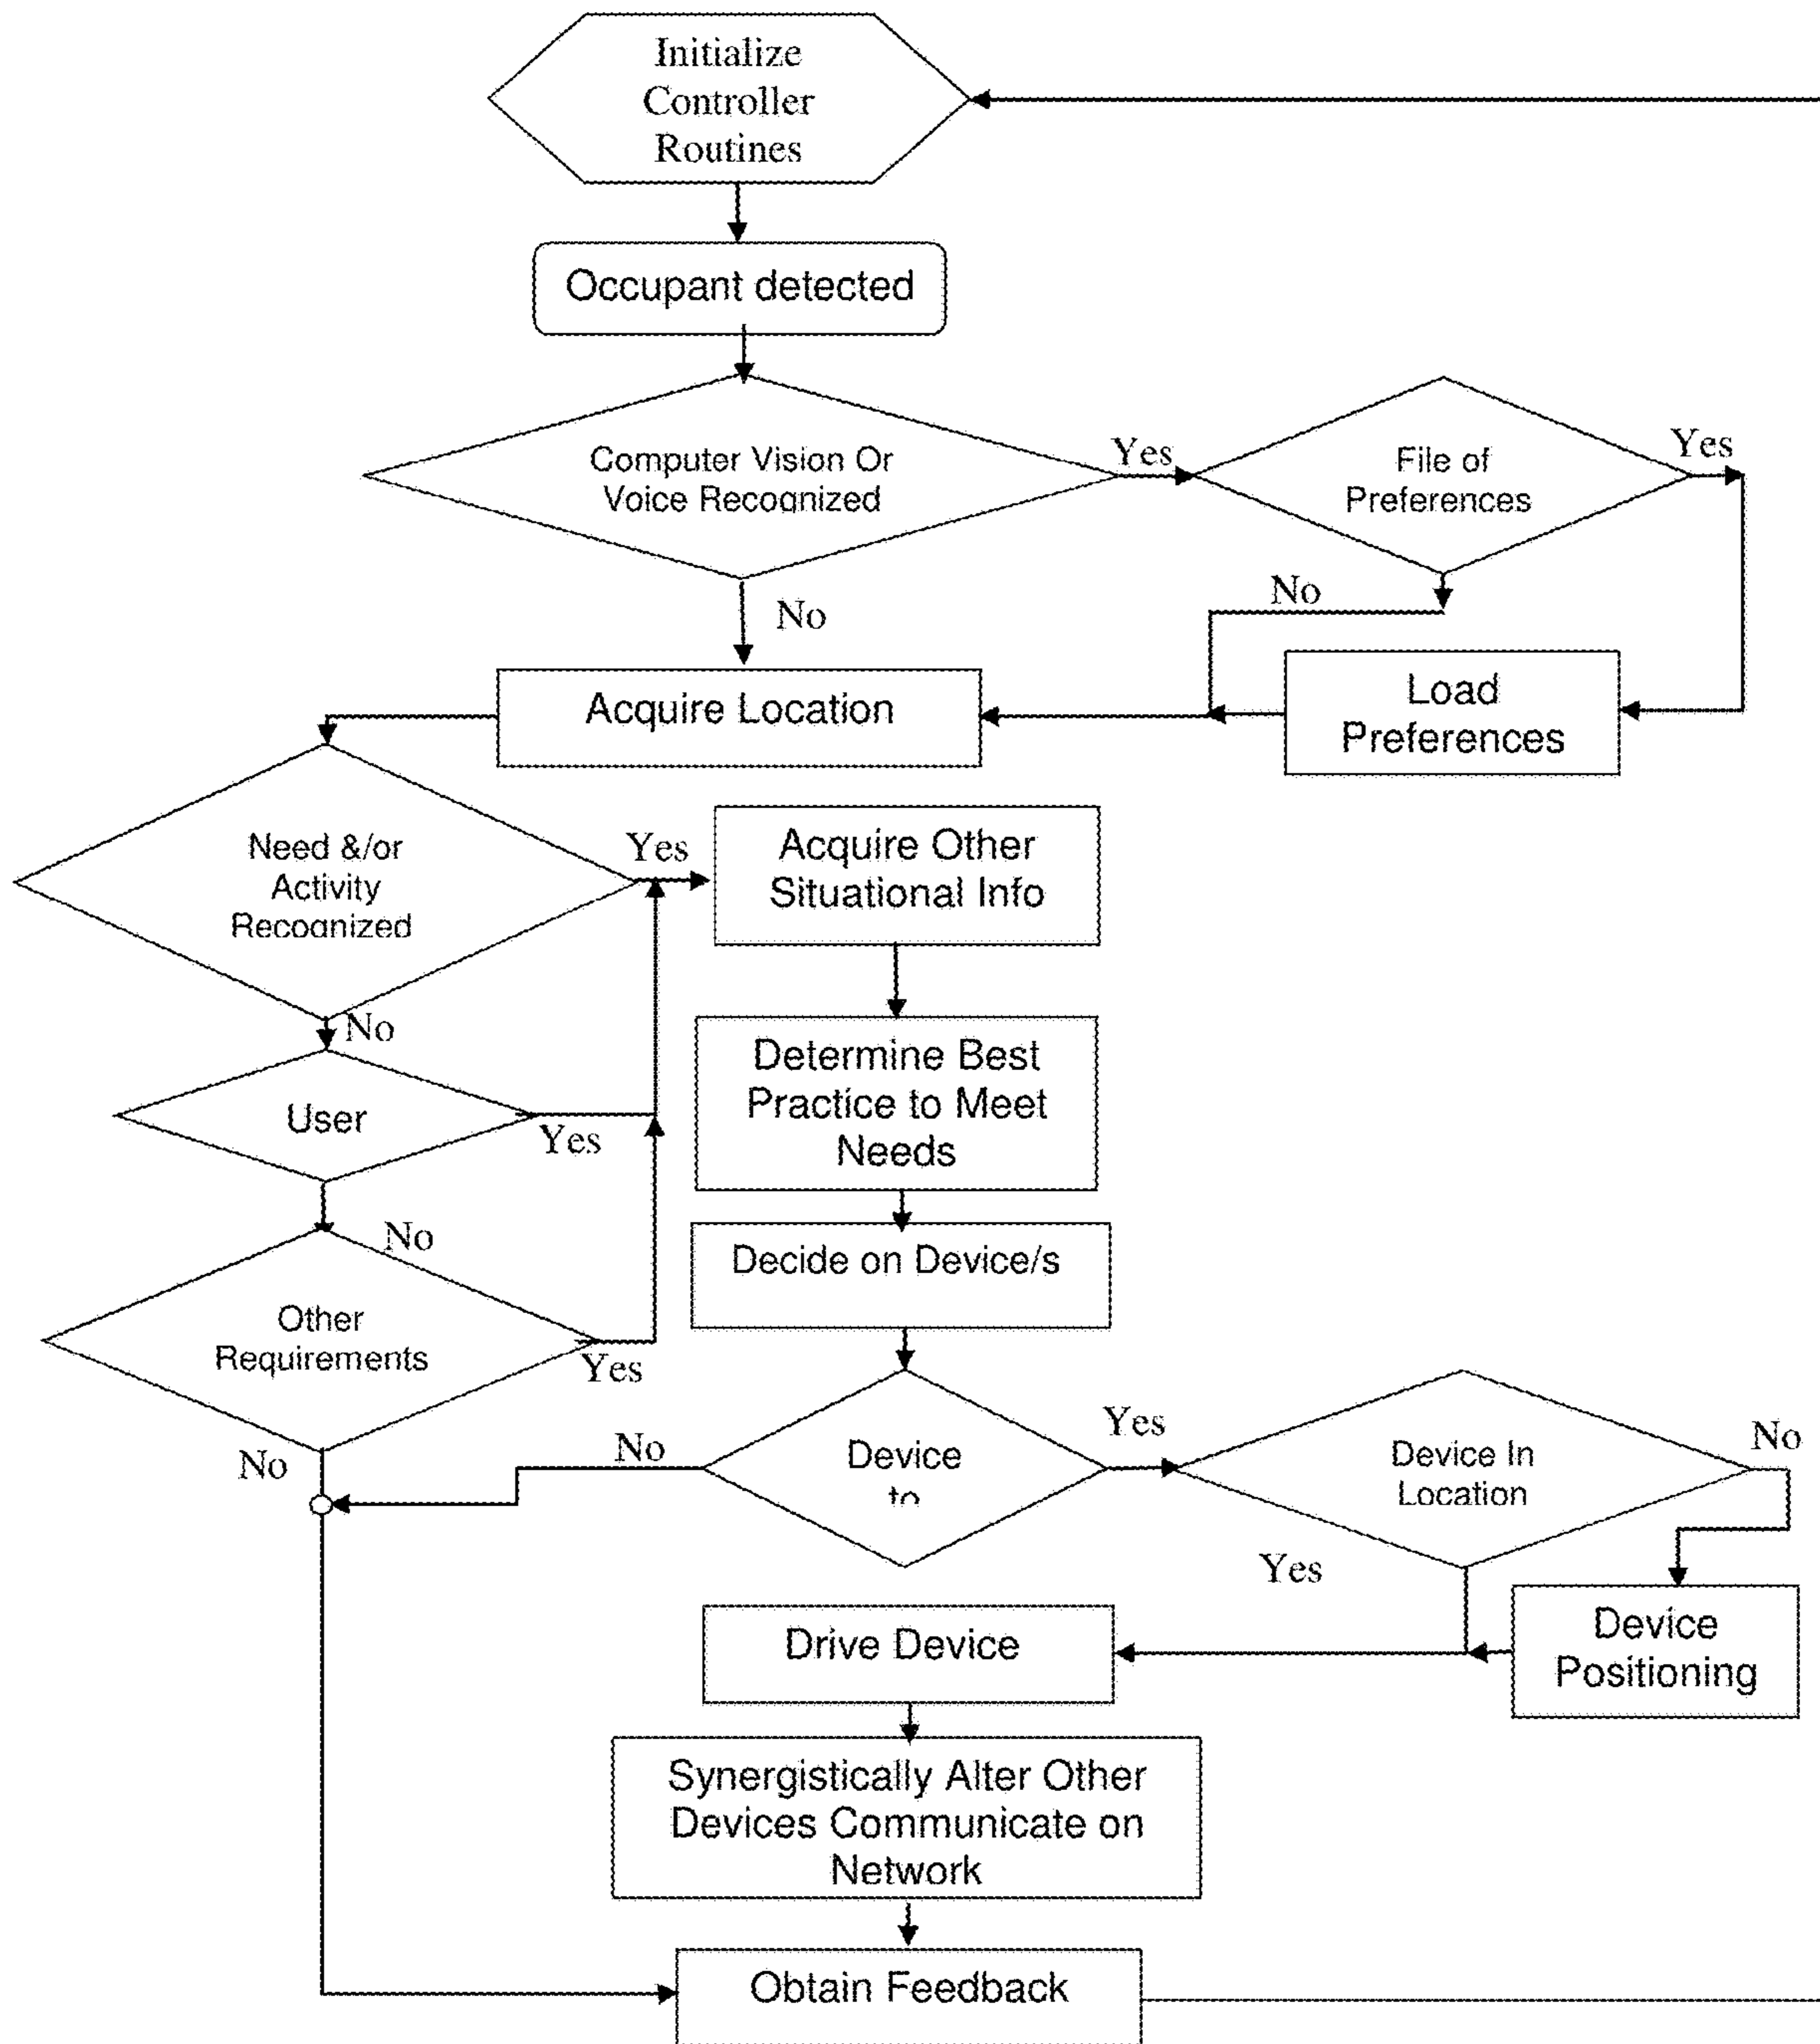 Initialize
Controller
Routines
Occupant detected
Computer Vision Or
Voice Recognized
Yes
File of
Preferences
Yes
No
No
Acquire Location
Load
Preferences
Need &/or
Activity
Recognized
Yes
Acquire Other
Situational Info
No
Determine Best
Practice to Meet
Needs
User
Yes
No
Decide on Device/s
Other
Requirements
Yes
No
No
Device
to
Yes
Device In
Location
No
Yes
Drive Device
Device
Positioning
Synergistically Alter Other
Devices Communicate on
Network
Obtain Feedback